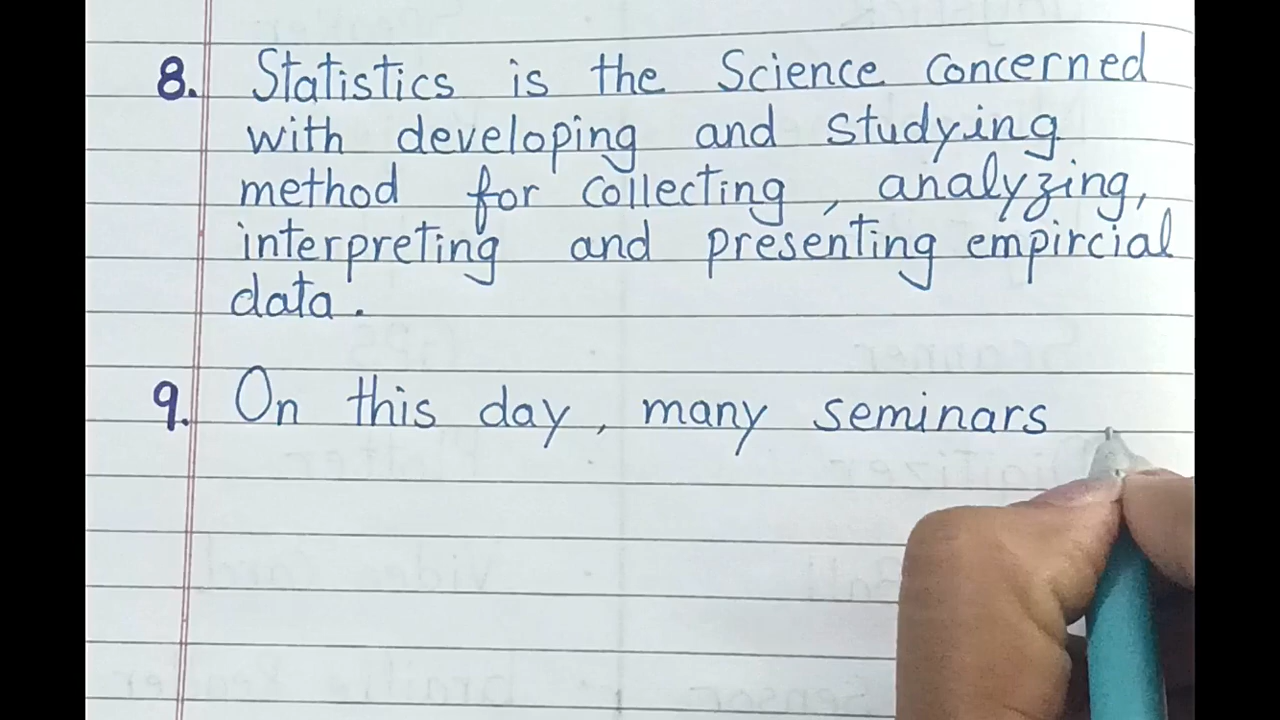 8. Statistics is the Science concerned
with developing and studying
method for collecting, analyzing,
interpreting and presenting empircial
data.
9. On this day, many seminars